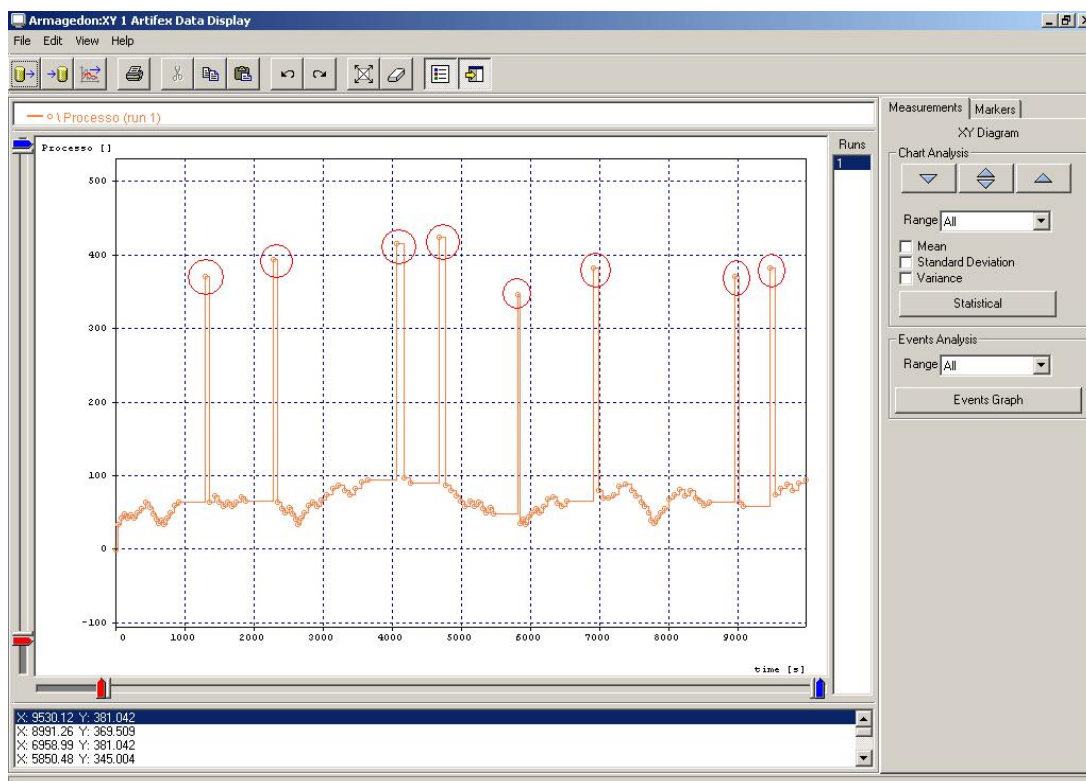 Armagedon:XY 1 Artifex Data Display
File Edit View Help
\ Processo (run 1)
Processo []
500
400
300
200
100
0
-100
0 1000 2000 3000 4000 5000 6000 7000 8000 9000
time [s]
Runs
1
X: 9530.12 Y: 381.042
X: 8991.26 Y: 369.509
X: 6958.99 Y: 381.042
X: 5850.48 Y: 345.004
Measurements Markers
XY Diagram
Chart Analysis
Range All
Mean
Standard Deviation
Variance
Statistical
Events Analysis
Range All
Events Graph